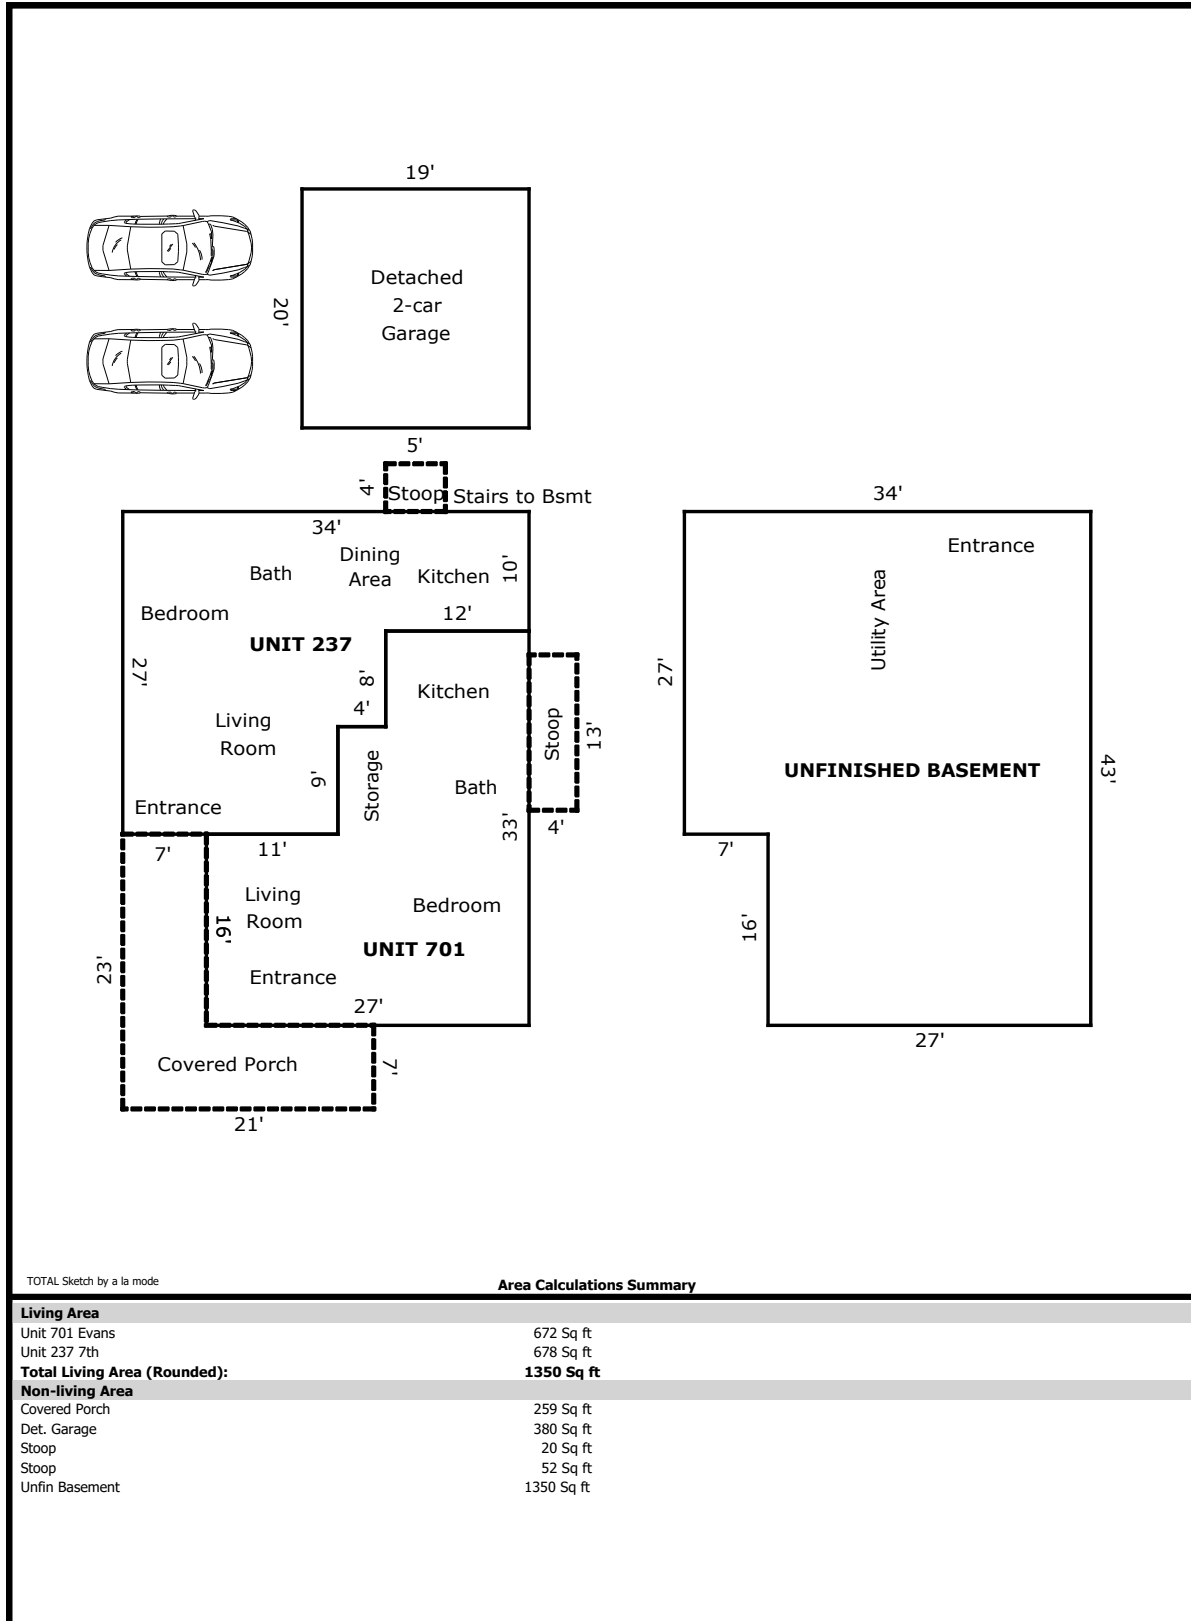 19'
Detached
2-car
Garage
20'
5'
4'
Stoop
Stairs to Bsmt
34'
Dining
Area
Bath
Kitchen
10'
Bedroom
12'
UNIT 237
27'
8'
Kitchen
4'
Living
Room
Stoop
13'
9'
Storage
Bath
Entrance
33'
4'
7'
11'
Living
Room
Bedroom
16'
UNIT 701
23'
Entrance
27'
Covered Porch
7'
21'
34'
Entrance
Utility Area
27'
UNFINISHED BASEMENT
43'
7'
16'
27'
TOTAL Sketch by a la mode
Area Calculations Summary
Living Area
Unit 701 Evans 672 Sq ft
Unit 237 7th 678 Sq ft
Total Living Area (Rounded): 1350 Sq ft
Non-living Area
Covered Porch 259 Sq ft
Det. Garage 380 Sq ft
Stoop 20 Sq ft
Stoop 52 Sq ft
Unfin Basement 1350 Sq ft